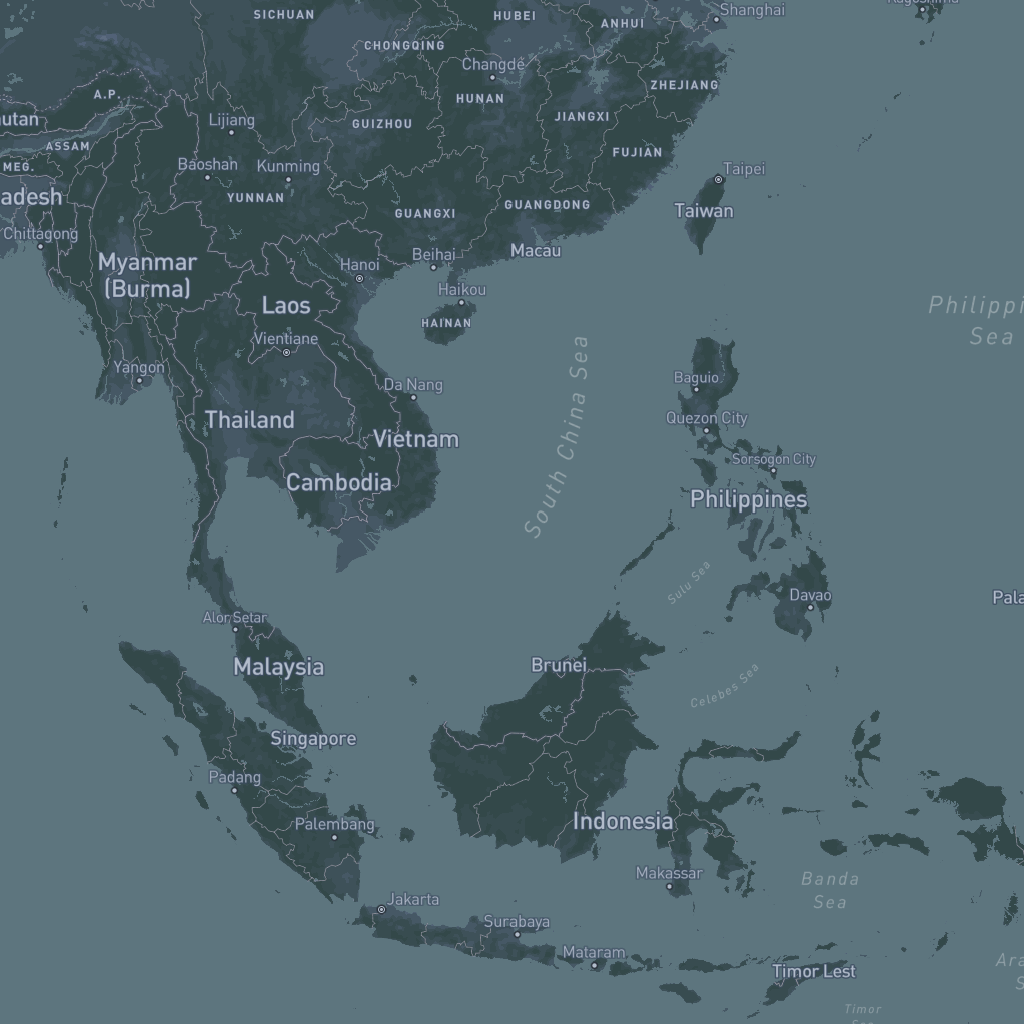 SICHUAN
HUBEI
ANHUI
Shanghai
CHONGQING
Changde
A.P.
HUNAN
ZHEJIANG
utan
Lijiang
GUIZHOU
JIANGXI
ASSAM
FUJIAN
MEG.
Baoshan
Kunming
Taipei
adesh
YUNNAN
GUANGXI
GUANGDONG
Taiwan
Chittagong
Macau
Myanmar
(Burma)
Hanoi
Beihai
Laos
Haikou
HAINAN
Philippi
Sea
Vientiane
Yangon
South China Sea
Da Nang
Baguio
Thailand
Vietnam
Quezon City
Cambodia
Sorsogon City
Philippines
Sulu Sea
Davao
Pala
Alor Setar
Malaysia
Brunei
Celebes Sea
Singapore
Padang
Palembang
Indonesia
Makassar
Banda
Sea
Jakarta
Surabaya
Mataram
Timor Lest
Ara
S
Timor